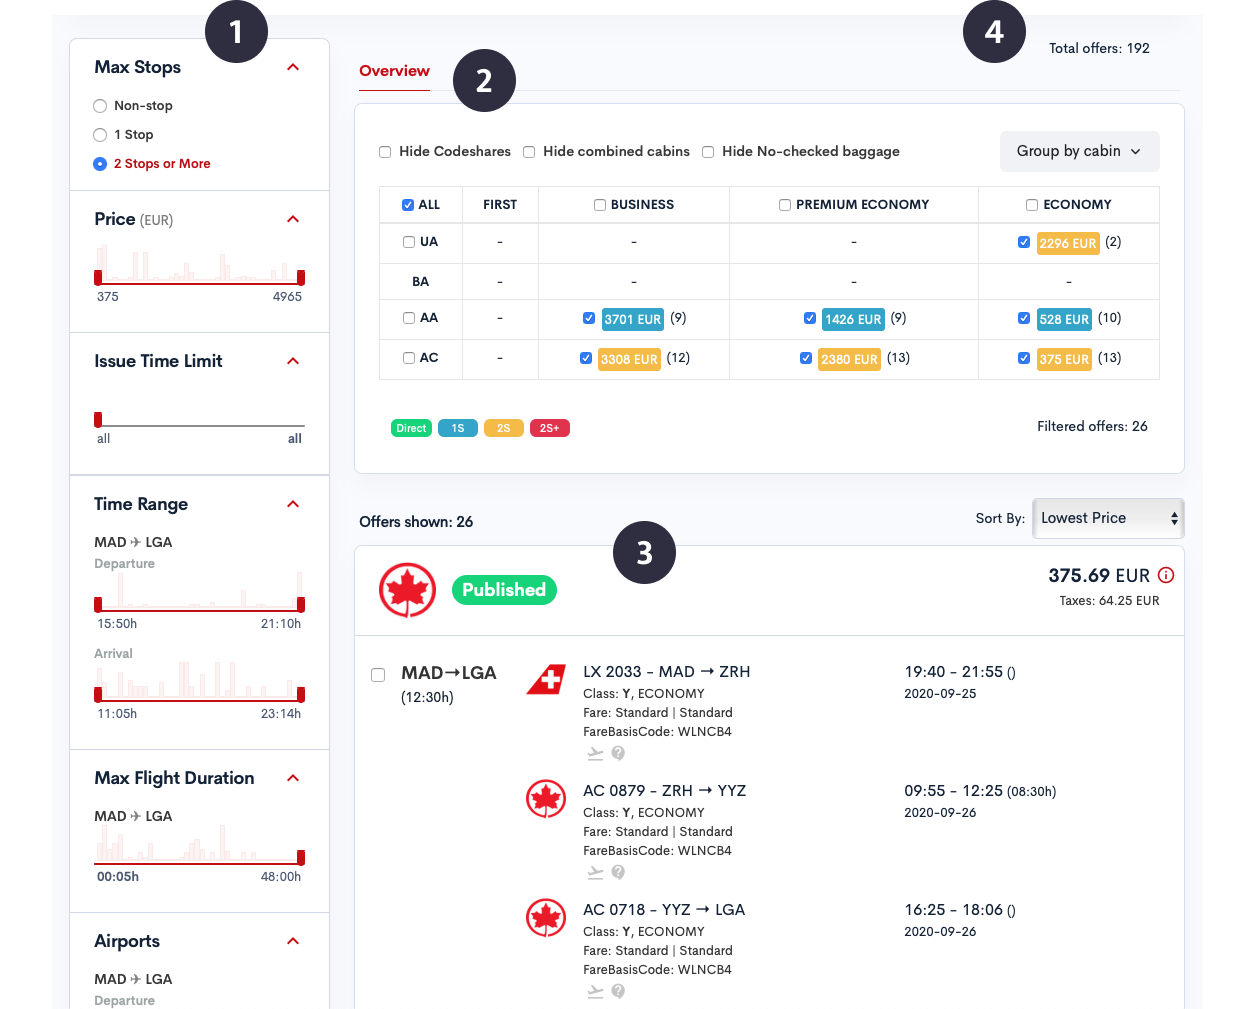 1
Max Stops
Non-stop
1 Stop
2 Stops or More
Price (EUR)
375 4965
Issue Time Limit
all all
Time Range
MAD ✈ LGA
Departure
15:50h 21:10h
Arrival
11:05h 23:14h
Max Flight Duration
MAD ✈ LGA
00:05h 48:00h
Airports
MAD ✈ LGA
Departure
4
Total offers: 192
Overview
2
Hide Codeshares Hide combined cabins Hide No-checked baggage Group by cabin
ALL FIRST BUSINESS PREMIUM ECONOMY ECONOMY
UA - - - 2296 EUR (2)
BA - - - -
AA - 3701 EUR (9) 1426 EUR (9) 528 EUR (10)
AC - 3308 EUR (12) 2380 EUR (13) 375 EUR (13)
Direct 1S 2S 2S+ Filtered offers: 26
Offers shown: 26
Sort By: Lowest Price
3
Published
375.69 EUR
Taxes: 64.25 EUR
MAD→LGA
(12:30h)
LX 2033 - MAD → ZRH
Class: Y, ECONOMY
Fare: Standard | Standard
FareBasisCode: WLNCB4
19:40 - 21:55 ()
2020-09-25
AC 0879 - ZRH → YYZ
Class: Y, ECONOMY
Fare: Standard | Standard
FareBasisCode: WLNCB4
09:55 - 12:25 (08:30h)
2020-09-26
AC 0718 - YYZ → LGA
Class: Y, ECONOMY
Fare: Standard | Standard
FareBasisCode: WLNCB4
16:25 - 18:06 ()
2020-09-26